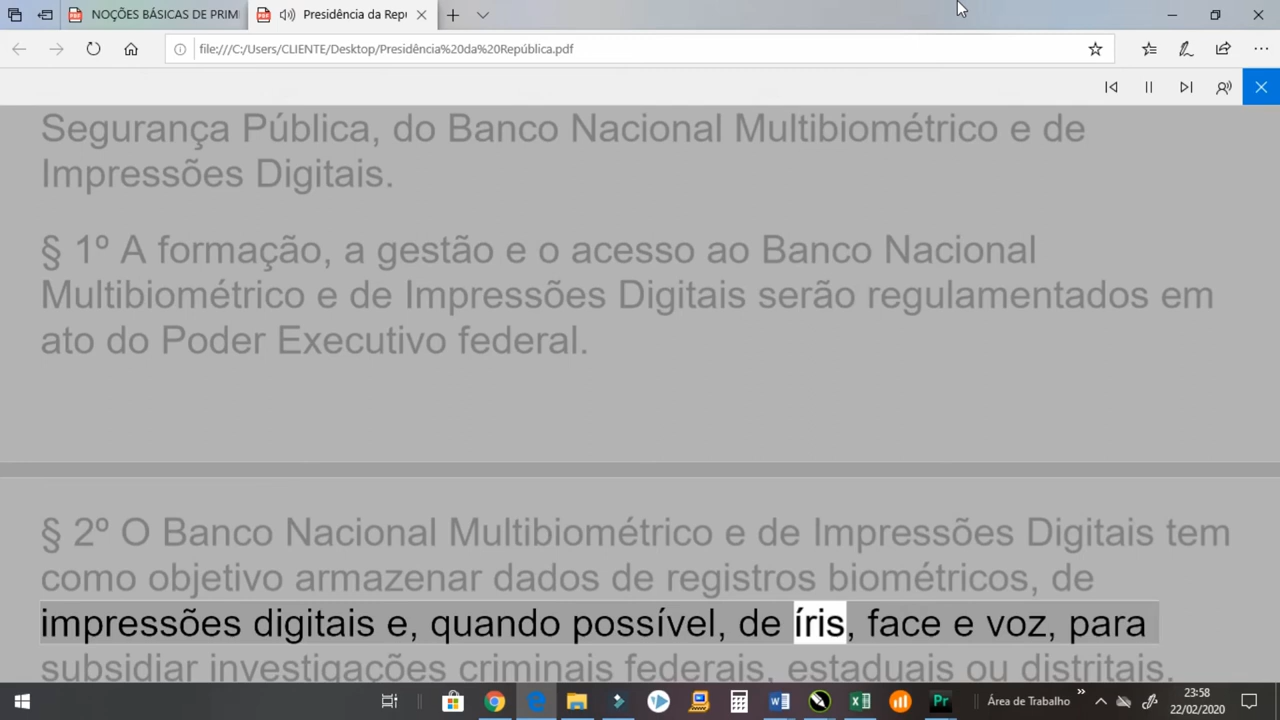 NOÇÕES BÁSICAS DE PRIM
Presidência da Repú
file:///C:/Users/CLIENTE/Desktop/Presidência%20da%20República.pdf
Segurança Pública, do Banco Nacional Multibiométrico e de
Impressões Digitais.
§ 1º A formação, a gestão e o acesso ao Banco Nacional
Multibiométrico e de Impressões Digitais serão regulamentados em
ato do Poder Executivo federal.
§ 2º O Banco Nacional Multibiométrico e de Impressões Digitais tem
como objetivo armazenar dados de registros biométricos, de
impressões digitais e, quando possível, de íris, face e voz, para
subsidiar investigações criminais federais, estaduais ou distritais.
Área de Trabalho
23:58
22/02/2020